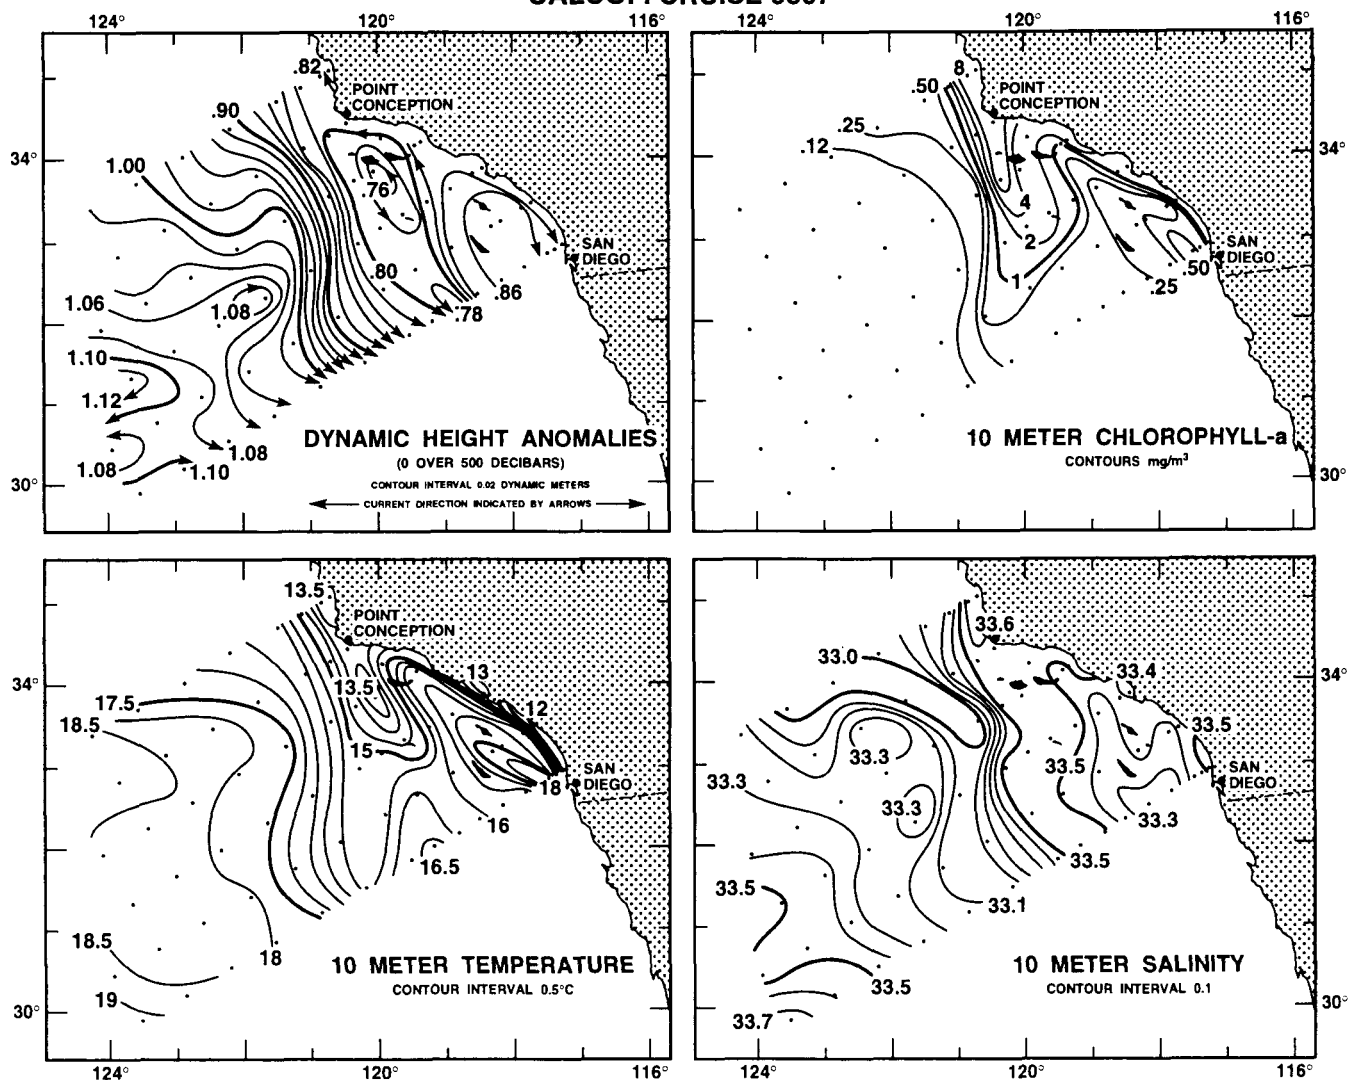 CALCOFI CRUISE
124°
120°
116°
.82
POINT
CONCEPTION
.90
34°
1.00
.76
SAN
DIEGO
.80
.86
1.06
1.08
.78
1.10
1.12
1.08
1.08
1.10
30°
DYNAMIC HEIGHT ANOMALIES
(0 OVER 500 DECIBARS)
CONTOUR INTERVAL 0.02 DYNAMIC METERS
CURRENT DIRECTION INDICATED BY ARROWS
124°
120°
116°
8
.50
POINT
CONCEPTION
.25
.12
34°
4
2
SAN
DIEGO
1
.50
.25
10 METER CHLOROPHYLL-a
CONTOURS mg/m³
30°
13.5
POINT
CONCEPTION
34°
13
13.5
17.5
12
18.5
15
SAN
DIEGO
18
16
16.5
18.5
18
19
10 METER TEMPERATURE
CONTOUR INTERVAL 0.5°C
30°
124°
120°
116°
33.6
POINT
CONCEPTION
33.0
33.4
34°
33.5
33.3
33.5
SAN
DIEGO
33.3
33.3
33.3
33.5
33.5
33.1
33.5
33.7
10 METER SALINITY
CONTOUR INTERVAL 0.1
30°
124°
120°
116°